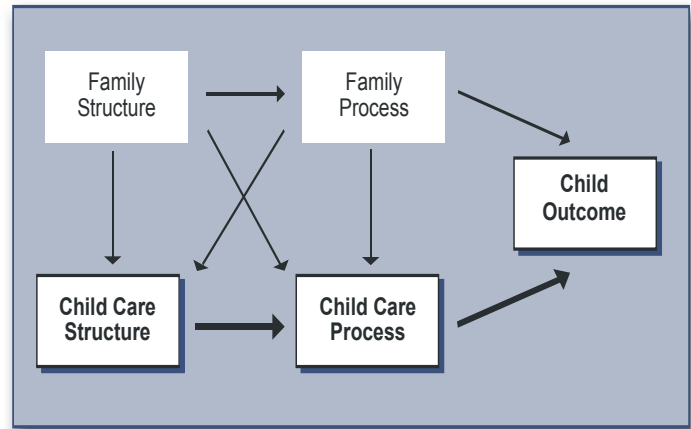 Family
Structure
Family
Process
Child
Outcome
Child Care
Structure
Child Care
Process